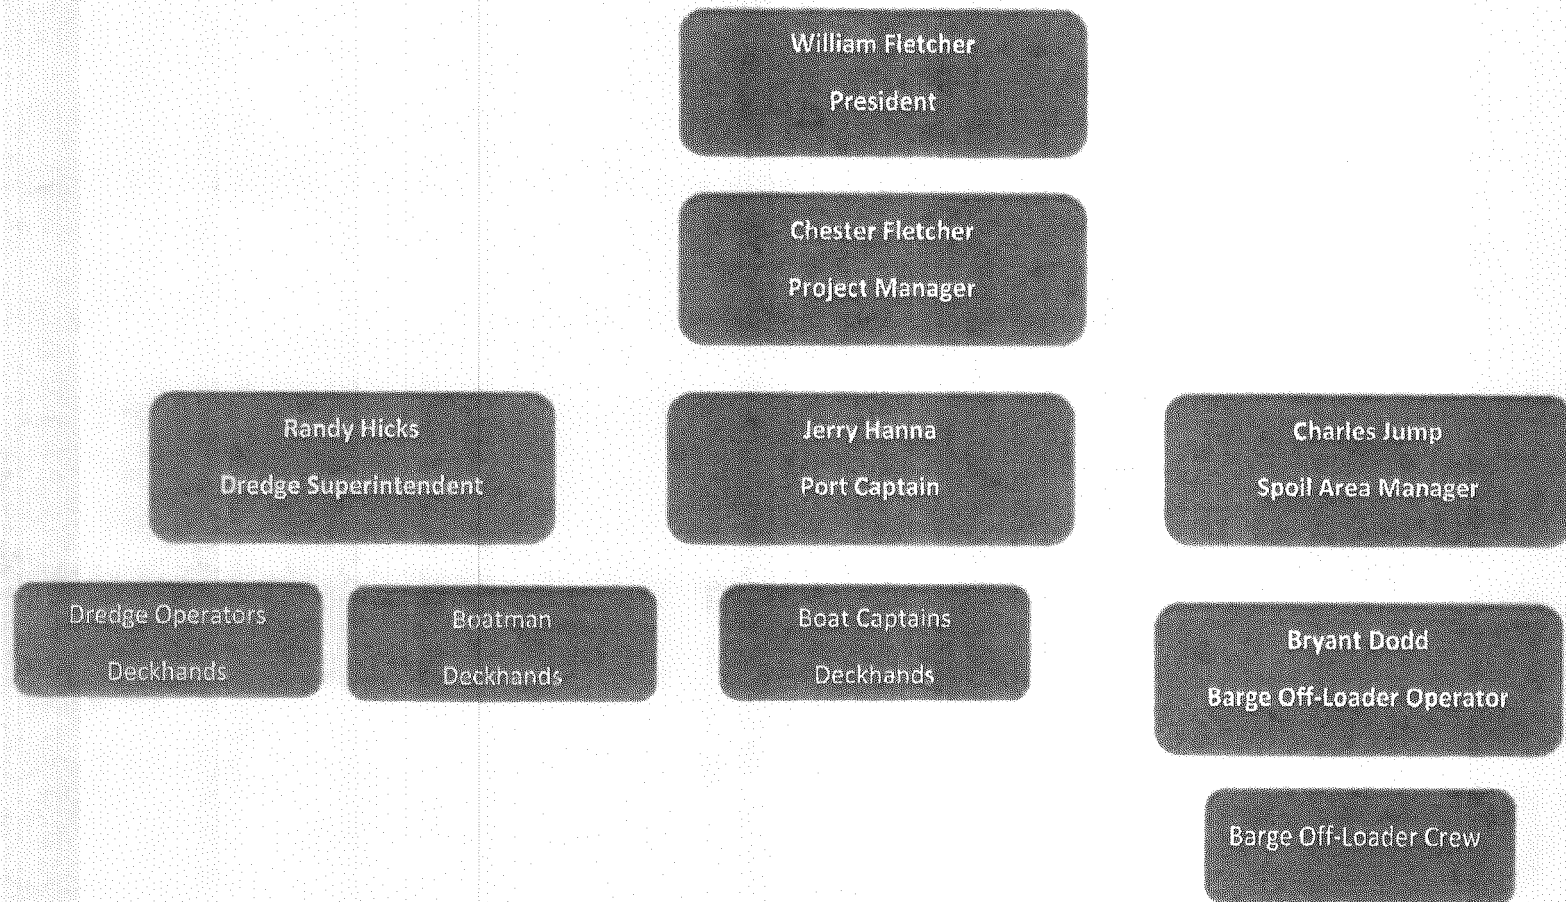 William Fletcher
President
Chester Fletcher
Project Manager
Randy Hicks
Dredge Superintendent
Jerry Hanna
Port Captain
Charles Jump
Spoil Area Manager
Dredge Operators
Deckhands
Boatman
Deckhands
Boat Captains
Deckhands
Bryant Dodd
Barge Off-Loader Operator
Barge Off-Loader Crew